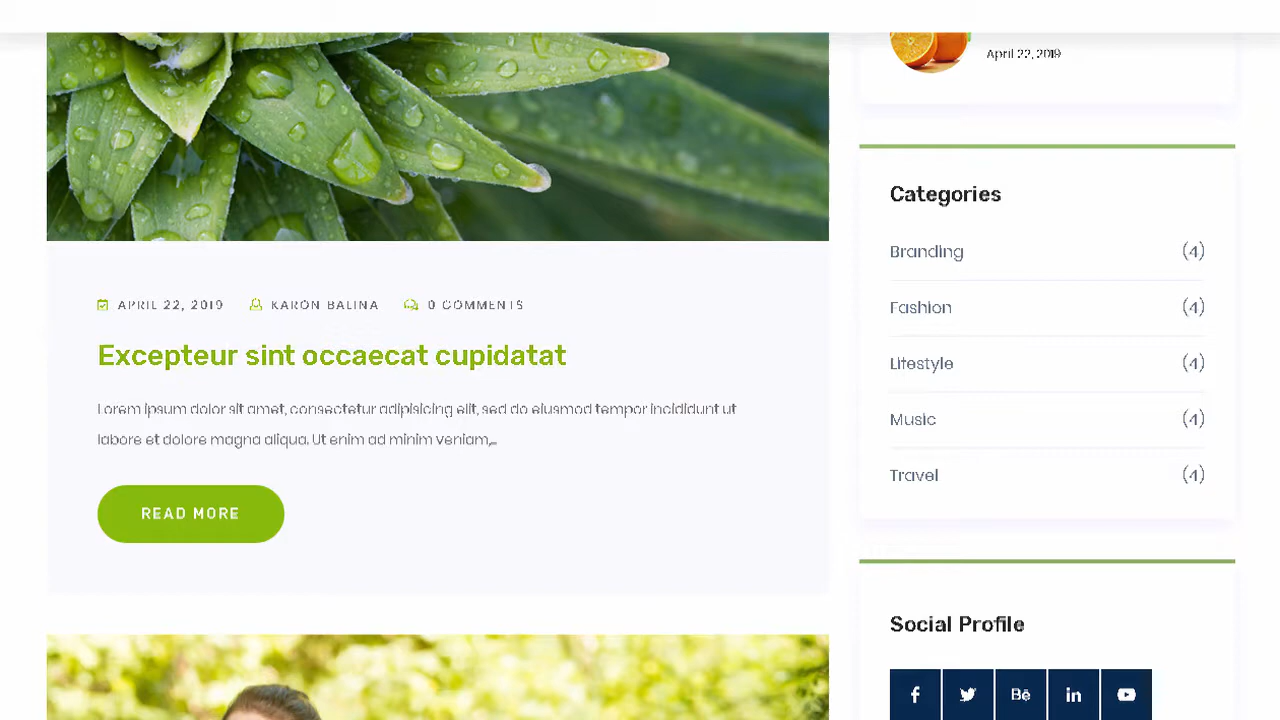 APRIL 22, 2019 KARON BALINA 0 COMMENTS
Excepteur sint occaecat cupidatat
Lorem ipsum dolor sit amet, consectetur adipisicing elit, sed do eiusmod tempor incididunt ut
labore et dolore magna aliqua. Ut enim ad minim veniam,...
READ MORE
April 22, 2019
Categories
Branding (4)
Fashion (4)
Lifestyle (4)
Music (4)
Travel (4)
Social Profile
f Bē in